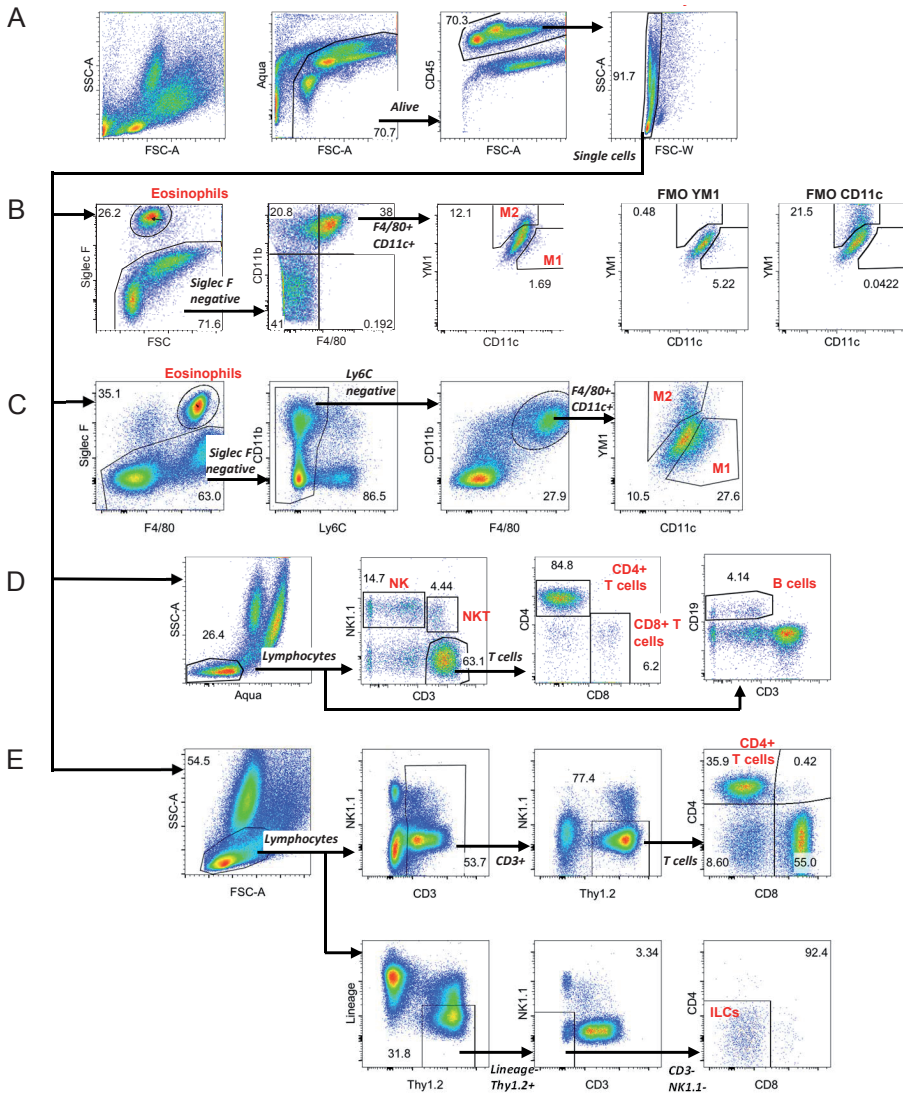 A
SSC-A
FSC-A
Aqua
Alive
70.7
FSC-A
70.3
CD45
FSC-A
SSC-A
91.7
Single cells
FSC-W
B
26.2
Eosinophils
Siglec F
Siglec F
negative
71.6
FSC
20.8
38
CD11b
F4/80+
CD11c+
41
0.192
F4/80
12.1
M2
YM1
M1
1.69
CD11c
FMO YM1
0.48
YM1
5.22
CD11c
FMO CD11c
21.5
YM1
0.0422
CD11c
C
35.1
Eosinophils
Siglec F
Siglec F
negative
63.0
F4/80
Ly6C
negative
CD11b
86.5
Ly6C
CD11b
27.9
F4/80
F4/80+
CD11c+
M2
YM1
M1
10.5
27.6
CD11c
D
SSC-A
26.4
Lymphocytes
Aqua
14.7
NK
4.44
NK1.1
NKT
63.1
T cells
CD3
84.8
CD4+
T cells
CD4
CD8+ T
cells
6.2
CD8
4.14
B cells
CD19
CD3
E
54.5
SSC-A
Lymphocytes
FSC-A
NK1.1
53.7
CD3+
CD3
77.4
NK1.1
Thy1.2
T cells
CD4+
T cells
35.9
0.42
CD4
8.60
55.0
CD8
Lineage
31.8
Thy1.2
Lineage-
Thy1.2+
3.34
NK1.1
CD3
CD3-
NK1.1-
92.4
CD4
ILCs
CD8